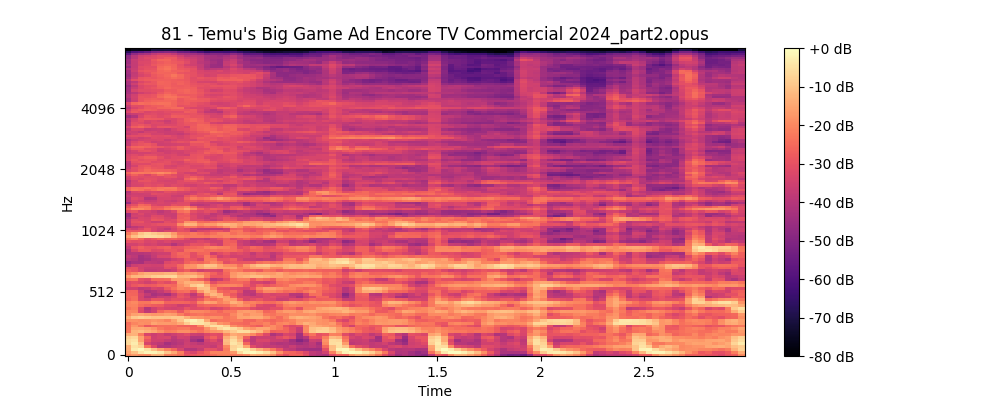 81 - Temu's Big Game Ad Encore TV Commercial 2024_part2.opus
Hz
4096
2048
1024
512
0
0
0.5
1
1.5
2
2.5
Time
+0 dB
-10 dB
-20 dB
-30 dB
-40 dB
-50 dB
-60 dB
-70 dB
-80 dB